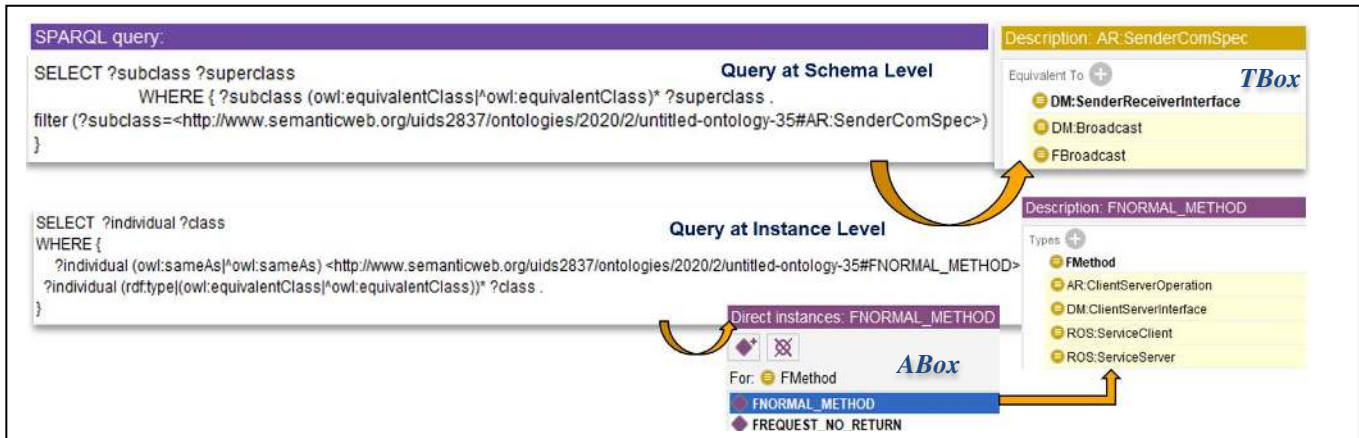 SPARQL query:
SELECT ?subclass ?superclass
WHERE { ?subclass (owl:equivalentClass|^owl:equivalentClass)* ?superclass .
filter (?subclass=<http://www.semanticweb.org/uids2837/ontologies/2020/2/untitled-ontology-35#AR:SenderComSpec>)
}
Query at Schema Level
Description: AR:SenderComSpec
Equivalent To
TBox
DM:SenderReceiverInterface
DM:Broadcast
FBroadcast
SELECT ?individual ?class
WHERE {
?individual (owl:sameAs|^owl:sameAs) <http://www.semanticweb.org/uids2837/ontologies/2020/2/untitled-ontology-35#FNORMAL_METHOD>
?individual (rdf:type|(owl:equivalentClass|^owl:equivalentClass))* ?class .
}
Query at Instance Level
Description: FNORMAL_METHOD
Types
FMethod
AR:ClientServerOperation
DM:ClientServerInterface
ROS:ServiceClient
ROS:ServiceServer
Direct instances: FNORMAL_METHOD
For: FMethod
ABox
FNORMAL_METHOD
FREQUEST_NO_RETURN